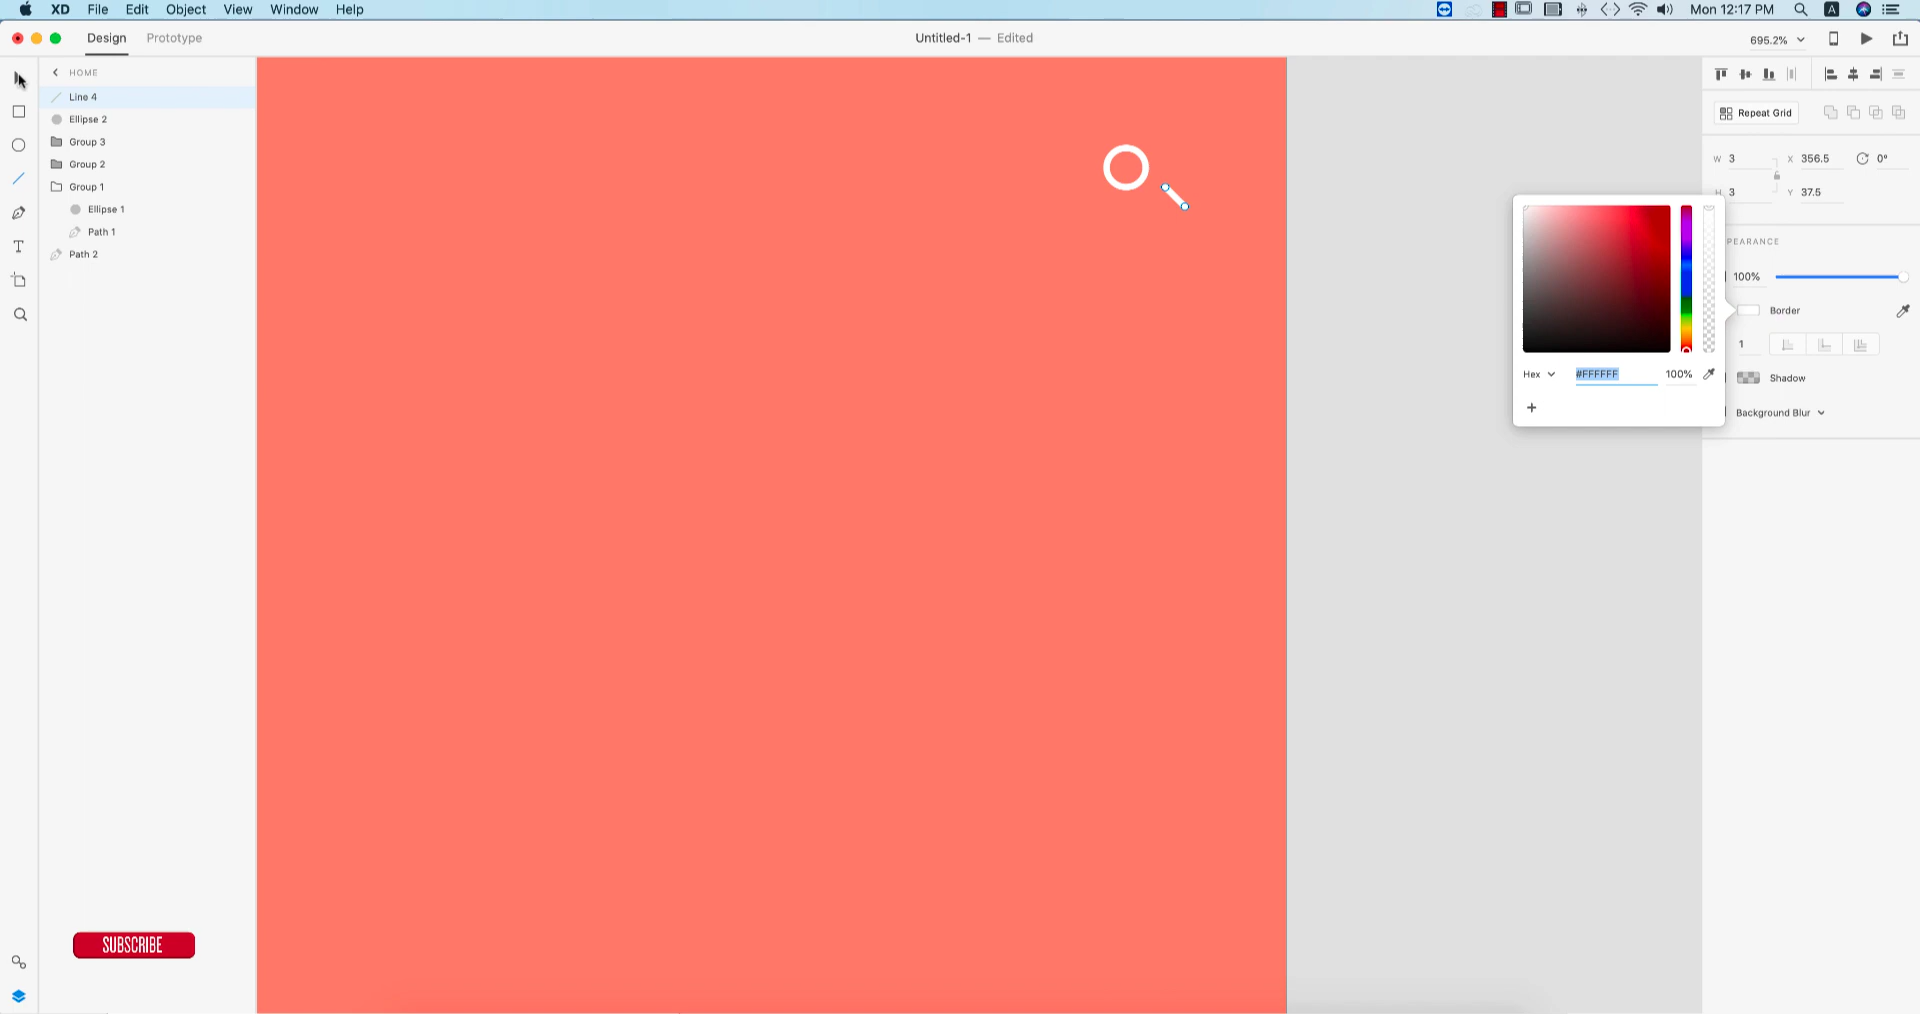 XD File Edit Object View Window Help
Mon 12:17 PM
A
Design Prototype
Untitled-1 — Edited
695.2%
HOME
Line 4
Ellipse 2
Group 3
Group 2
Group 1
Ellipse 1
Path 1
Path 2
SUBSCRIBE
Repeat Grid
W 3 X 356.5 0°
H 3 Y 37.5
PEARANCE
100%
Border
1
Shadow
Background Blur
Hex #FFFFFF 100%
+
T